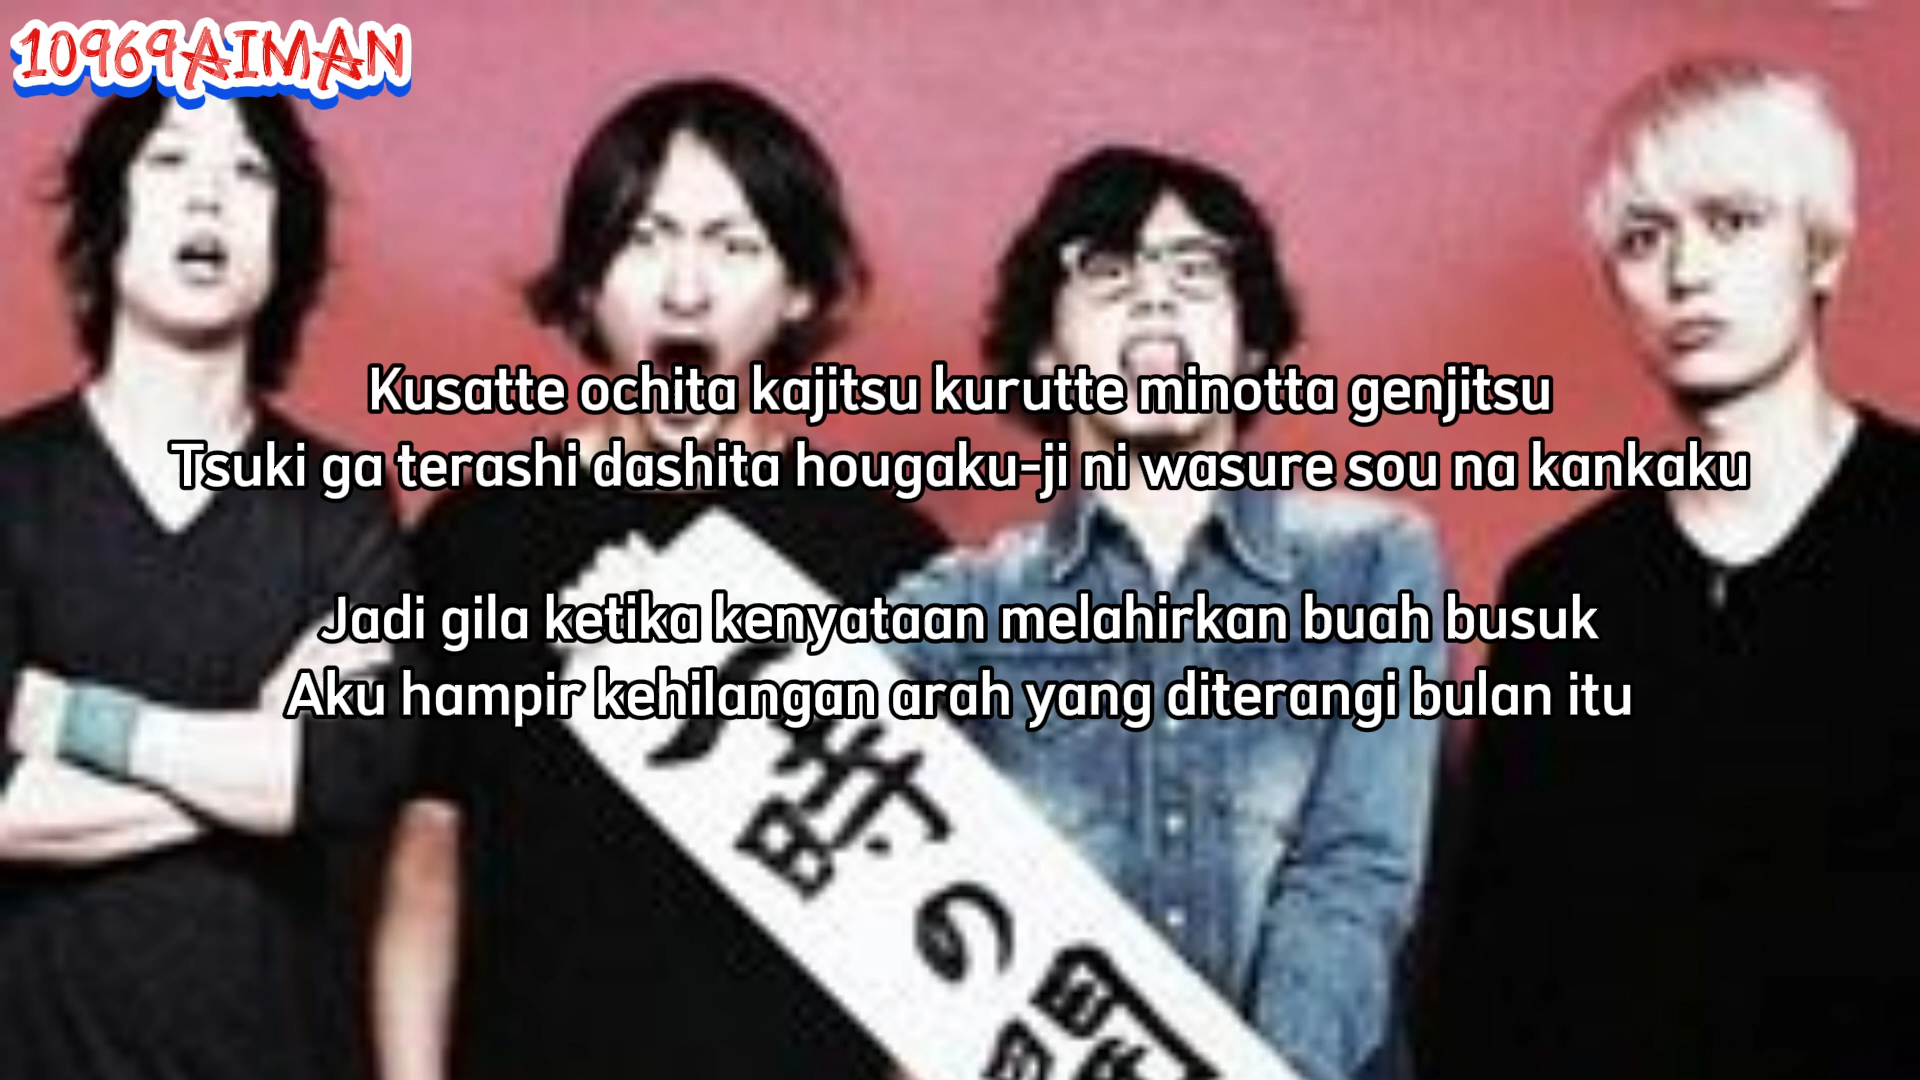 10969AIMAN
Kusatte ochita kajitsu kurutte minotta genjitsu
Tsuki ga terashi dashita hougaku-ji ni wasure sou na kankaku
Jadi gila ketika kenyataan melahirkan buah busuk
Aku hampir kehilangan arah yang diterangi bulan itu